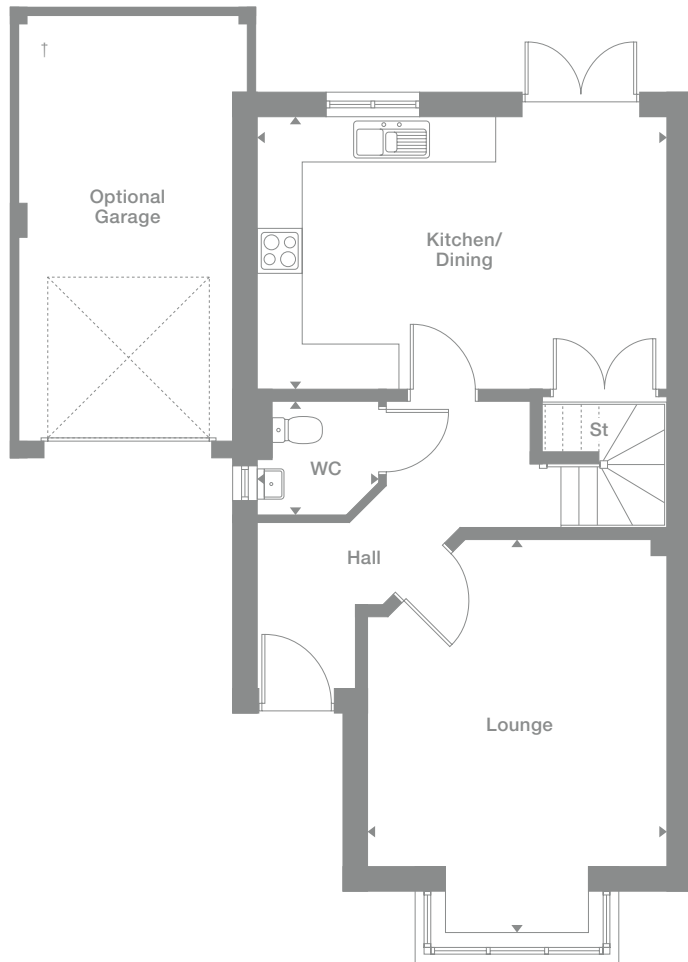 †
Optional
Garage
Kitchen/
Dining
St
WC
Hall
Lounge